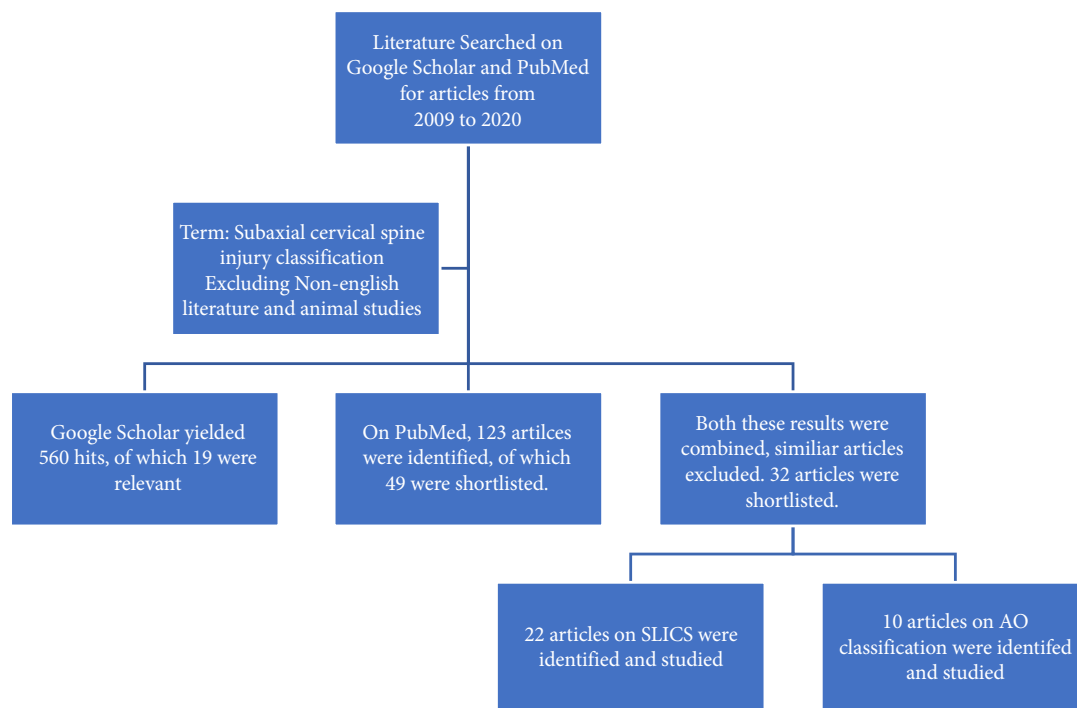 Literature Searched on
Google Scholar and PubMed
for articles from
2009 to 2020
Term: Subaxial cervical spine
injury classification
Excluding Non-english
literature and animal studies
Google Scholar yielded
560 hits, of which 19 were
relevant
On PubMed, 123 artilces
were identified, of which
49 were shortlisted.
Both these results were
combined, similiar articles
excluded. 32 articles were
shortlisted.
22 articles on SLICS were
identified and studied
10 articles on AO
classification were identifed
and studied